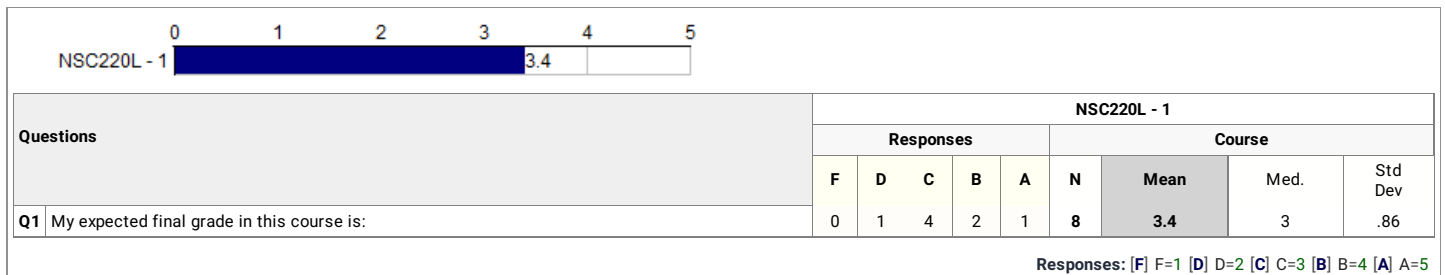 0 1 2 3 4 5
NSC220L - 1 3.4
Questions NSC220L - 1
Responses Course
F D C B A N Mean Med. Std Dev
Q1 My expected final grade in this course is: 0 1 4 2 1 8 3.4 3 .86
Responses: [F] F=1 [D] D=2 [C] C=3 [B] B=4 [A] A=5